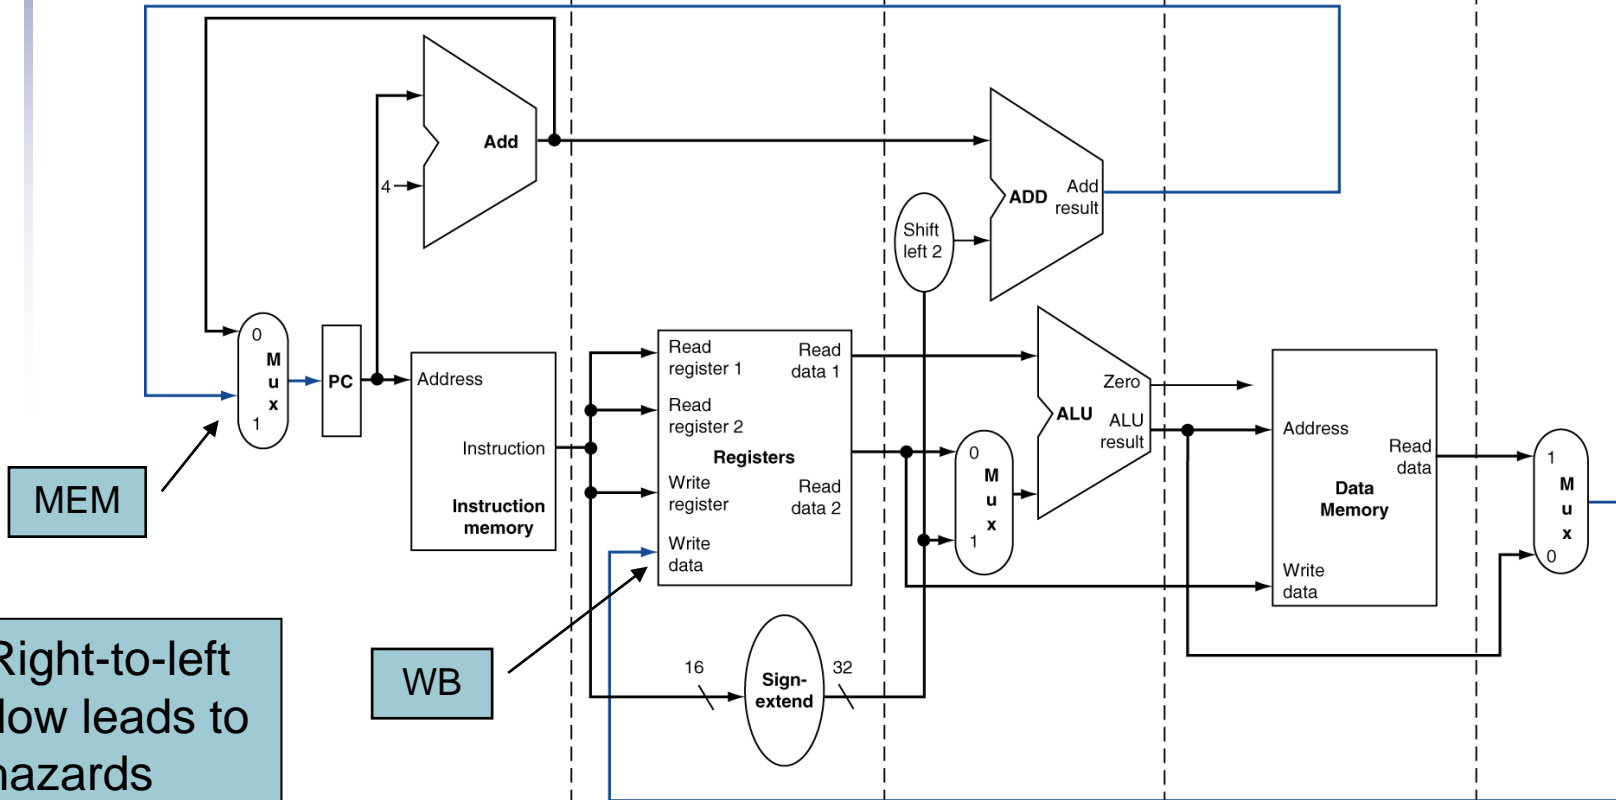 Add
4
ADD
Add
result
Shift
left 2
0
M
u
x
1
PC
Address
Instruction
Instruction
memory
Read
register 1
Read
register 2
Write
register
Write
data
Read
data 1
Registers
Read
data 2
0
M
u
x
1
Zero
ALU
ALU
result
Address
Read
data
Data
Memory
Write
data
1
M
u
x
0
MEM
WB
16
Sign-
extend
32
Right-to-left
low leads to
hazards